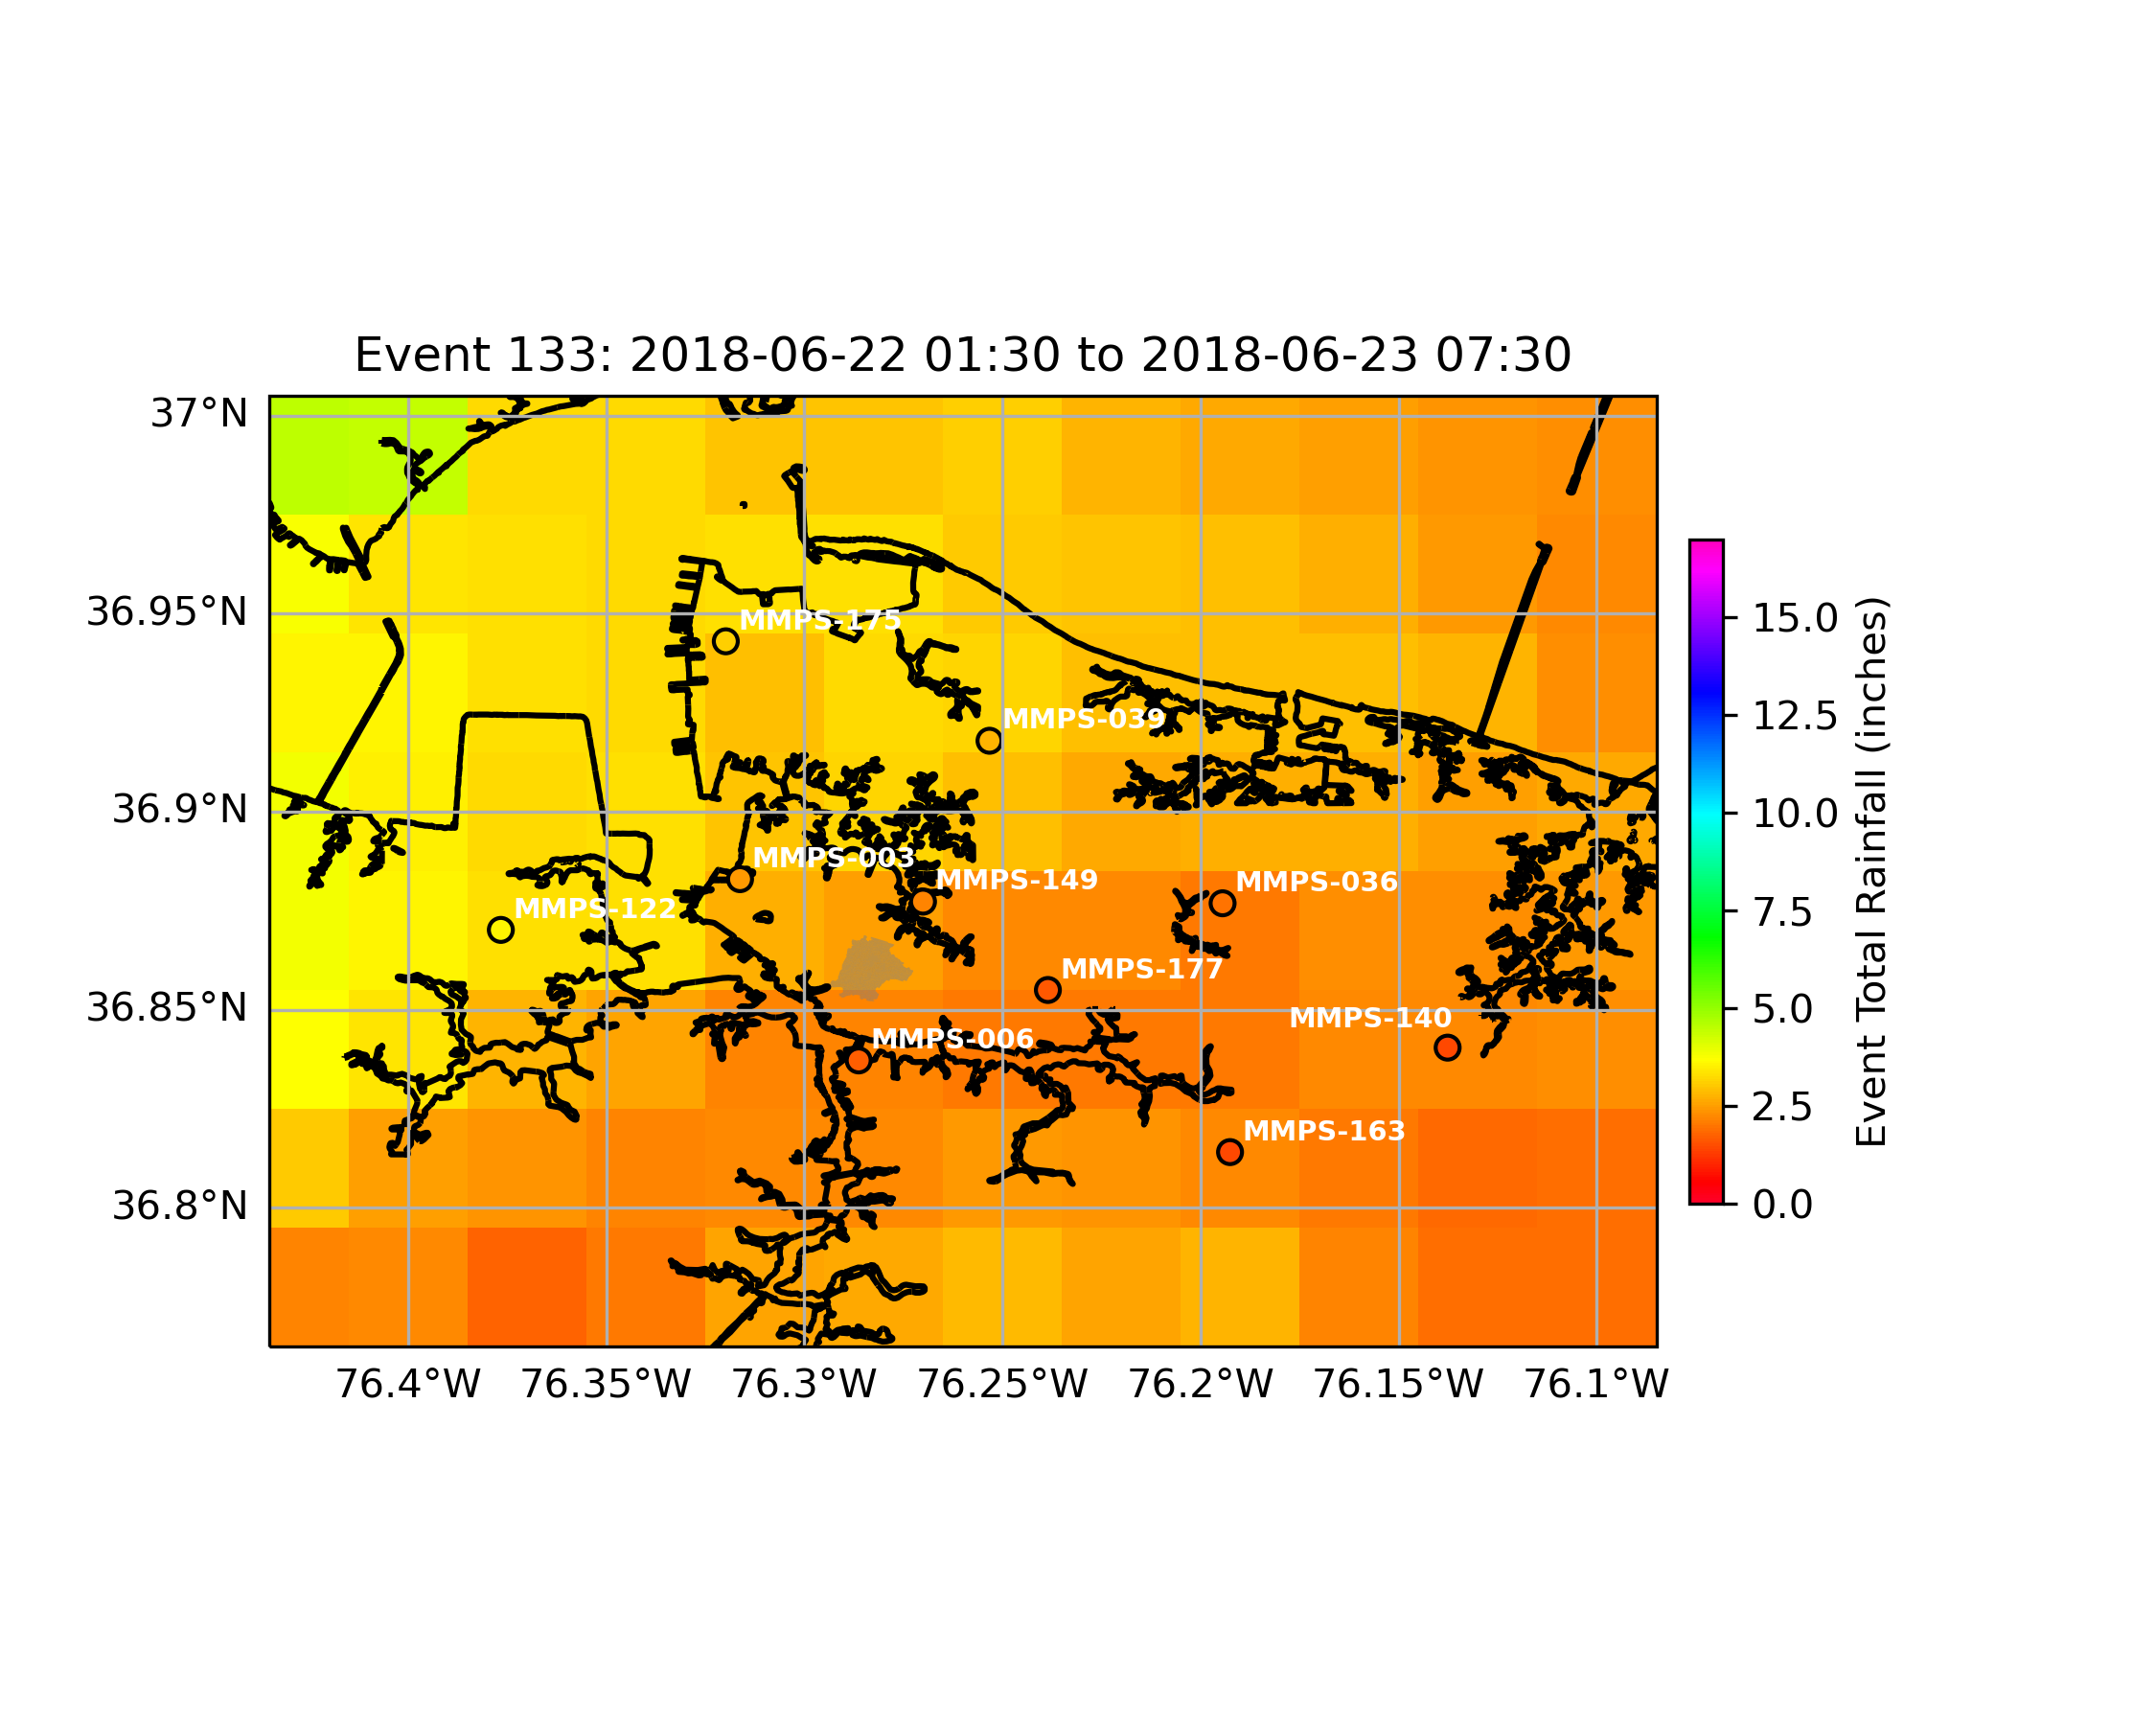 Event 133: 2018-06-22 01:30 to 2018-06-23 07:30
37°N
36.95°N
36.9°N
36.85°N
36.8°N
MMPS-175
MMPS-039
MMPS-003
MMPS-149
MMPS-036
MMPS-122
MMPS-177
MMPS-140
MMPS-006
MMPS-163
76.4°W
76.35°W
76.3°W
76.25°W
76.2°W
76.15°W
76.1°W
15.0
12.5
10.0
7.5
5.0
2.5
0.0
Event Total Rainfall (inches)